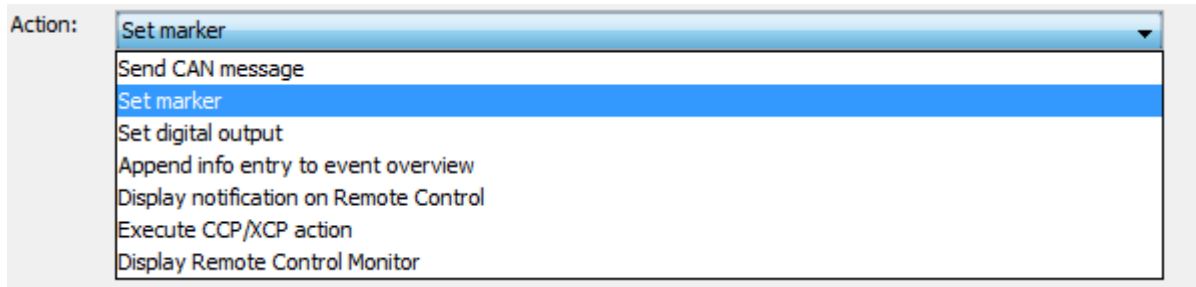 Action: Set marker
Send CAN message
Set marker
Set digital output
Append info entry to event overview
Display notification on Remote Control
Execute CCP/XCP action
Display Remote Control Monitor